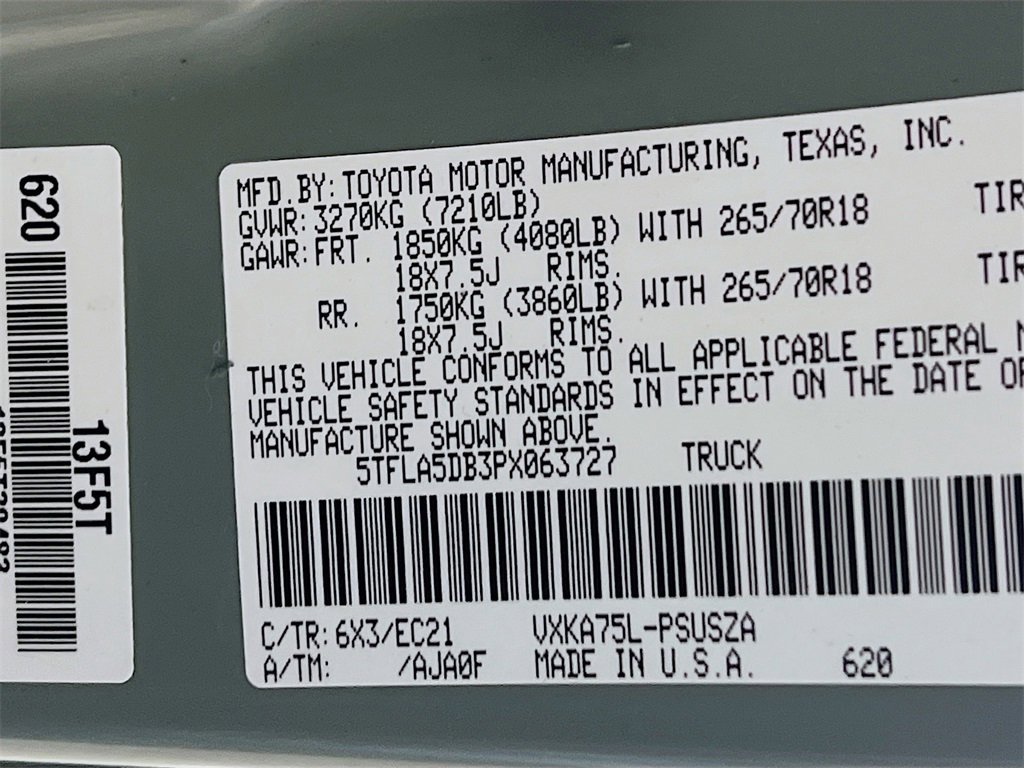 620
13F5T
MFD.BY: TOYOTA MOTOR MANUFACTURING, TEXAS, INC.
GVWR: 3270KG (7210LB)
GAWR: FRT. 1850KG (4080LB) WITH 265/70R18 TIR
18X7.5J RIMS.
RR. 1750KG (3860LB) WITH 265/70R18 TIR
18X7.5J RIMS.
THIS VEHICLE CONFORMS TO ALL APPLICABLE FEDERAL
VEHICLE SAFETY STANDARDS IN EFFECT ON THE DATE OF
MANUFACTURE SHOWN ABOVE.
5TFLA5DB3PX063727 TRUCK
C/TR: 6X3/EC21 VXKA75L-PSUSZA
A/TM: /AJA0F MADE IN U.S.A. 620